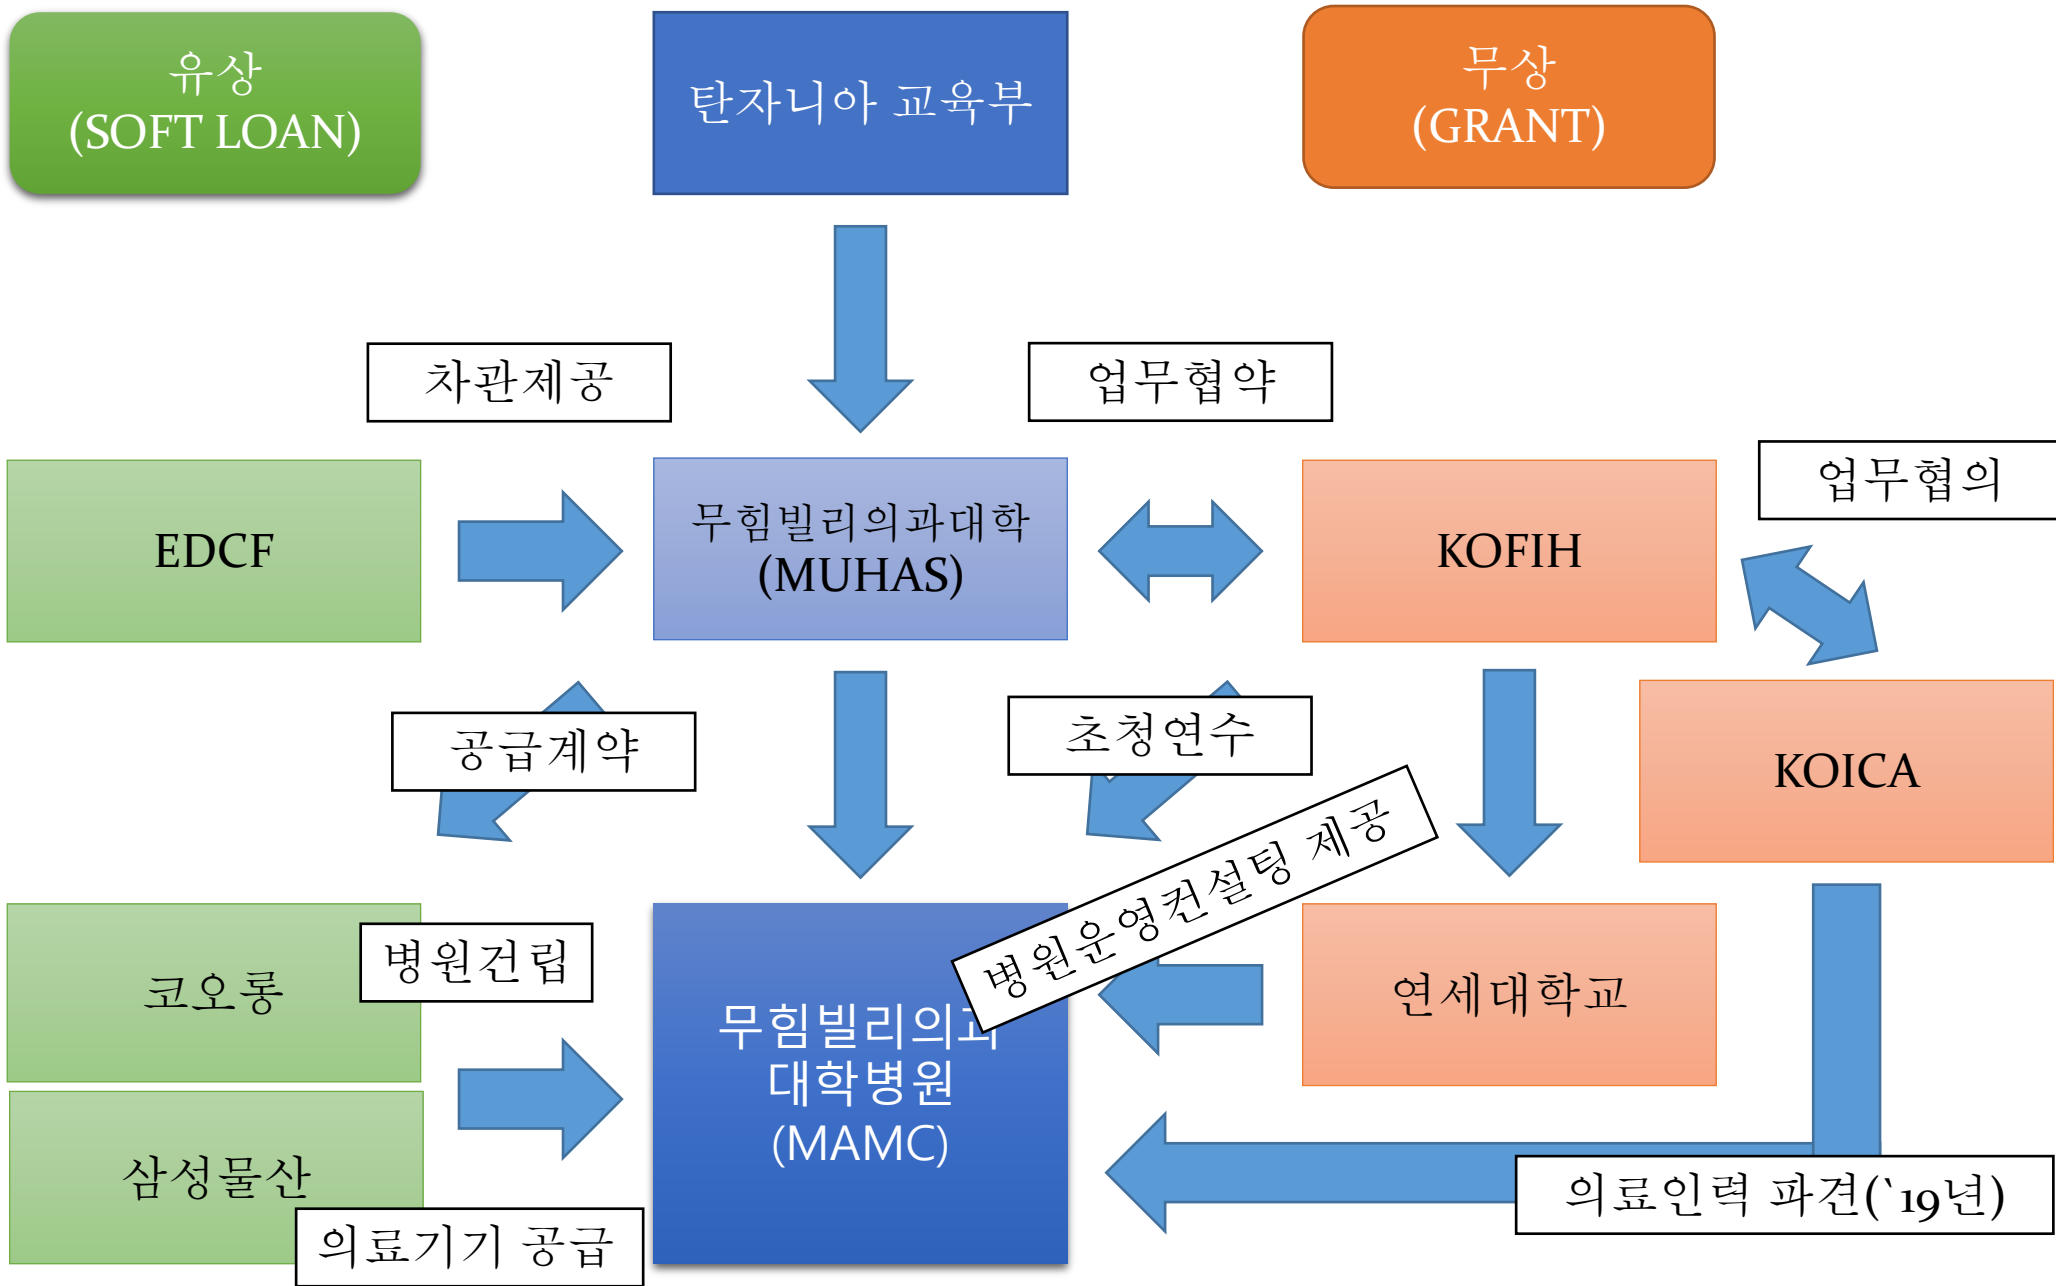 유상
(SOFT LOAN)
탄자니아 교육부
무상
(GRANT)
차관제공
업무협약
업무협의
EDCF
무힘빌리의과대학
(MUHAS)
KOFIH
공급계약
초청연수
KOICA
병원운영컨설팅 제공
코오롱
병원건립
무힘빌리의과
대학병원
(MAMC)
연세대학교
삼성물산
의료기기 공급
의료인력 파견(`19년)